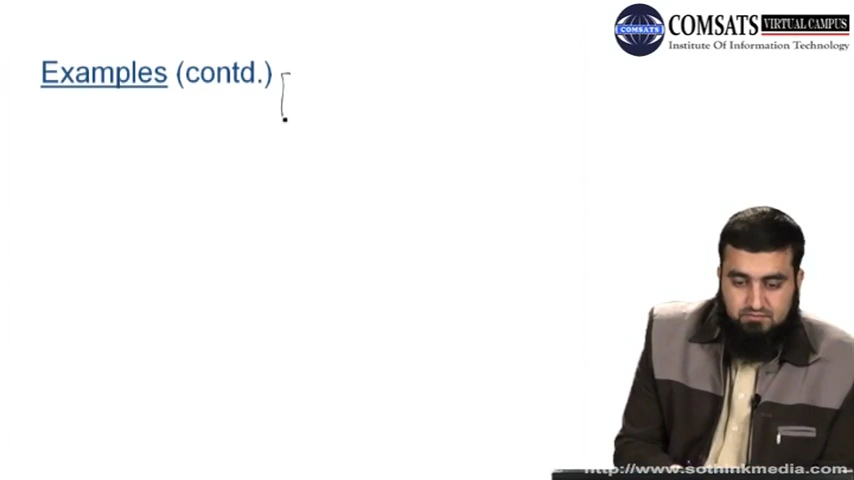 COMSATS VIRTUAL CAMPUS
COMSATS
Institute Of Information Technology
Examples (contd.)
http://www.sothinkmedia.com